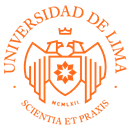 UNIVERSIDAD DE LIMA
MCMLXII
SCIENTIA ET PRAXIS